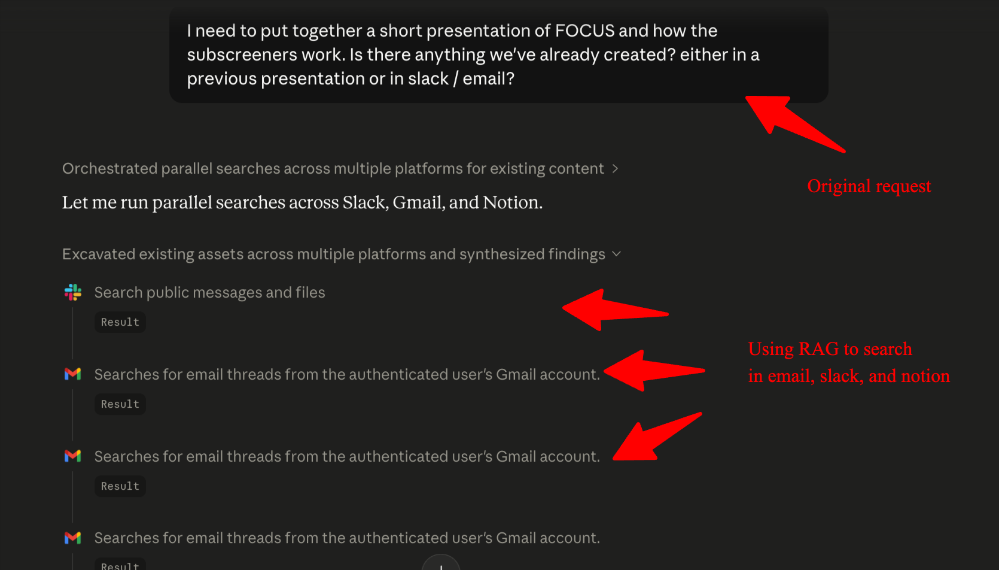 I need to put together a short presentation of FOCUS and how the
subscreeners work. Is there anything we've already created? either in a
previous presentation or in slack / email?
Original request
Orchestrated parallel searches across multiple platforms for existing content >
Let me run parallel searches across Slack, Gmail, and Notion.
Excavated existing assets across multiple platforms and synthesized findings
Search public messages and files
Result
Using RAG to search
in email, slack, and notion
Searches for email threads from the authenticated user's Gmail account.
Result
Searches for email threads from the authenticated user's Gmail account.
Result
Searches for email threads from the authenticated user's Gmail account.
Result